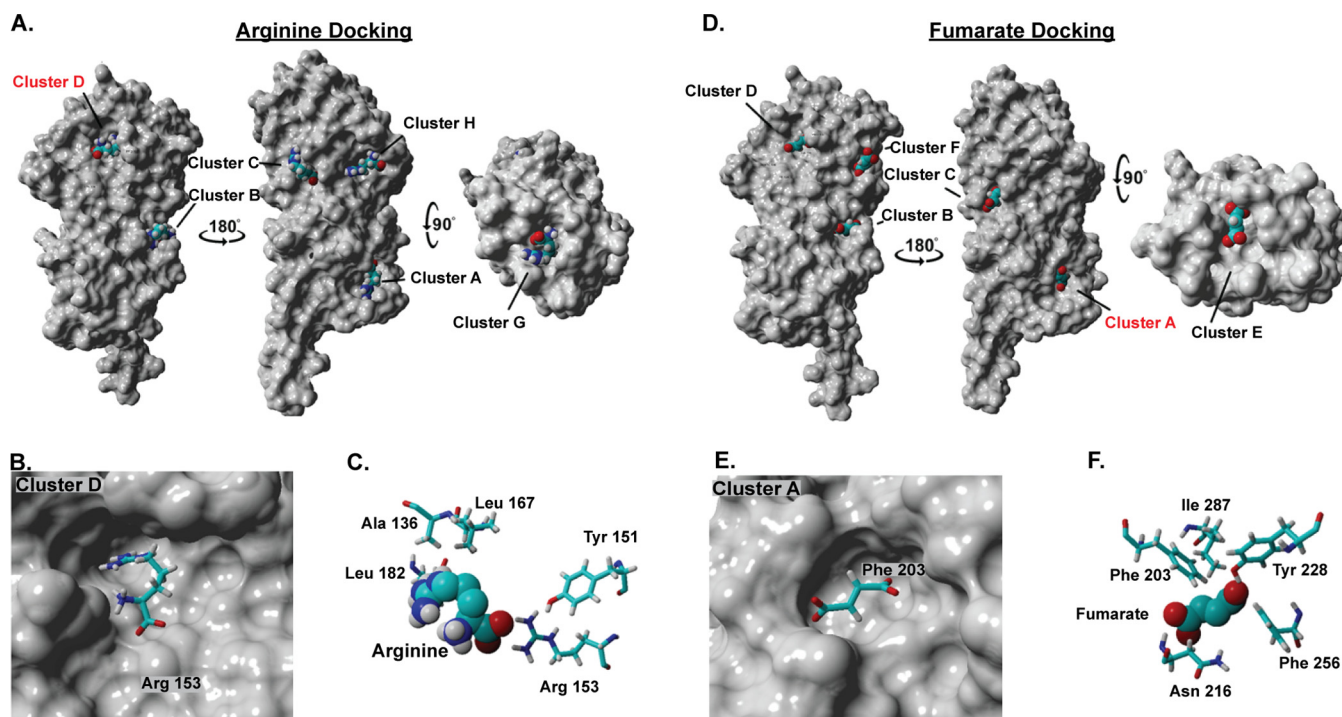 A.
Arginine Docking
Cluster D
Cluster C
Cluster H
Cluster B
180°
90°
Cluster A
Cluster G
D.
Fumarate Docking
Cluster D
Cluster F
Cluster C
Cluster B
180°
90°
Cluster A
Cluster E
B.
Cluster D
Arg 153
C.
Leu 167
Ala 136
Tyr 151
Leu 182
Arginine
Arg 153
E.
Cluster A
Phe 203
F.
Ile 287
Phe 203
Tyr 228
Fumarate
Phe 256
Asn 216